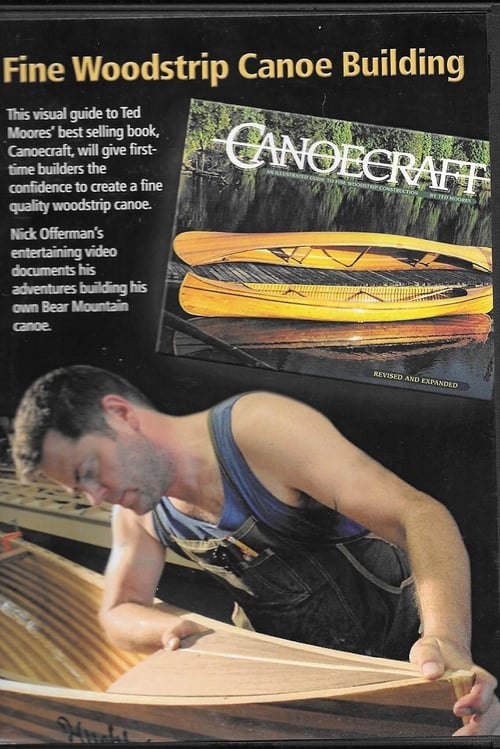 Fine Woodstrip Canoe Building
This visual guide to Ted
Moores' best selling book,
Canoecraft, will give first-
time builders the
confidence to create a fine
quality woodstrip canoe.
Nick Offerman's
entertaining video
documents his
adventures building his
own Bear Mountain
canoe.
CANOECRAFT
AN ILLUSTRATED GUIDE TO FINE WOODSTRIP CONSTRUCTION
BY TED MOORES
REVISED AND EXPANDED